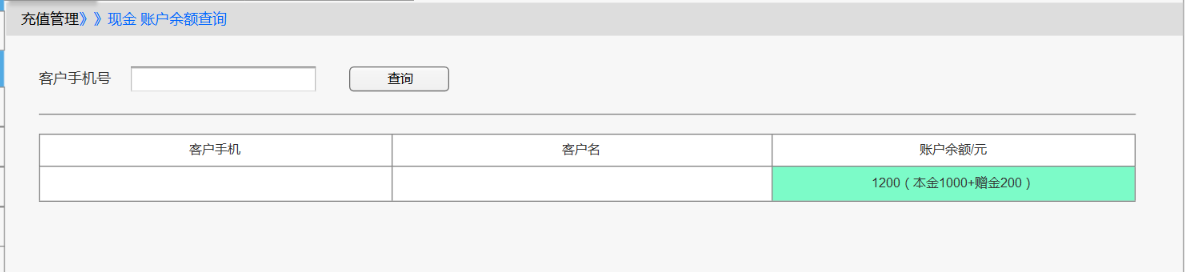 充值管理》》现金 账户余额查询
客户手机号 查询
客户手机 客户名 账户余额/元
1200（本金1000+赠金200）